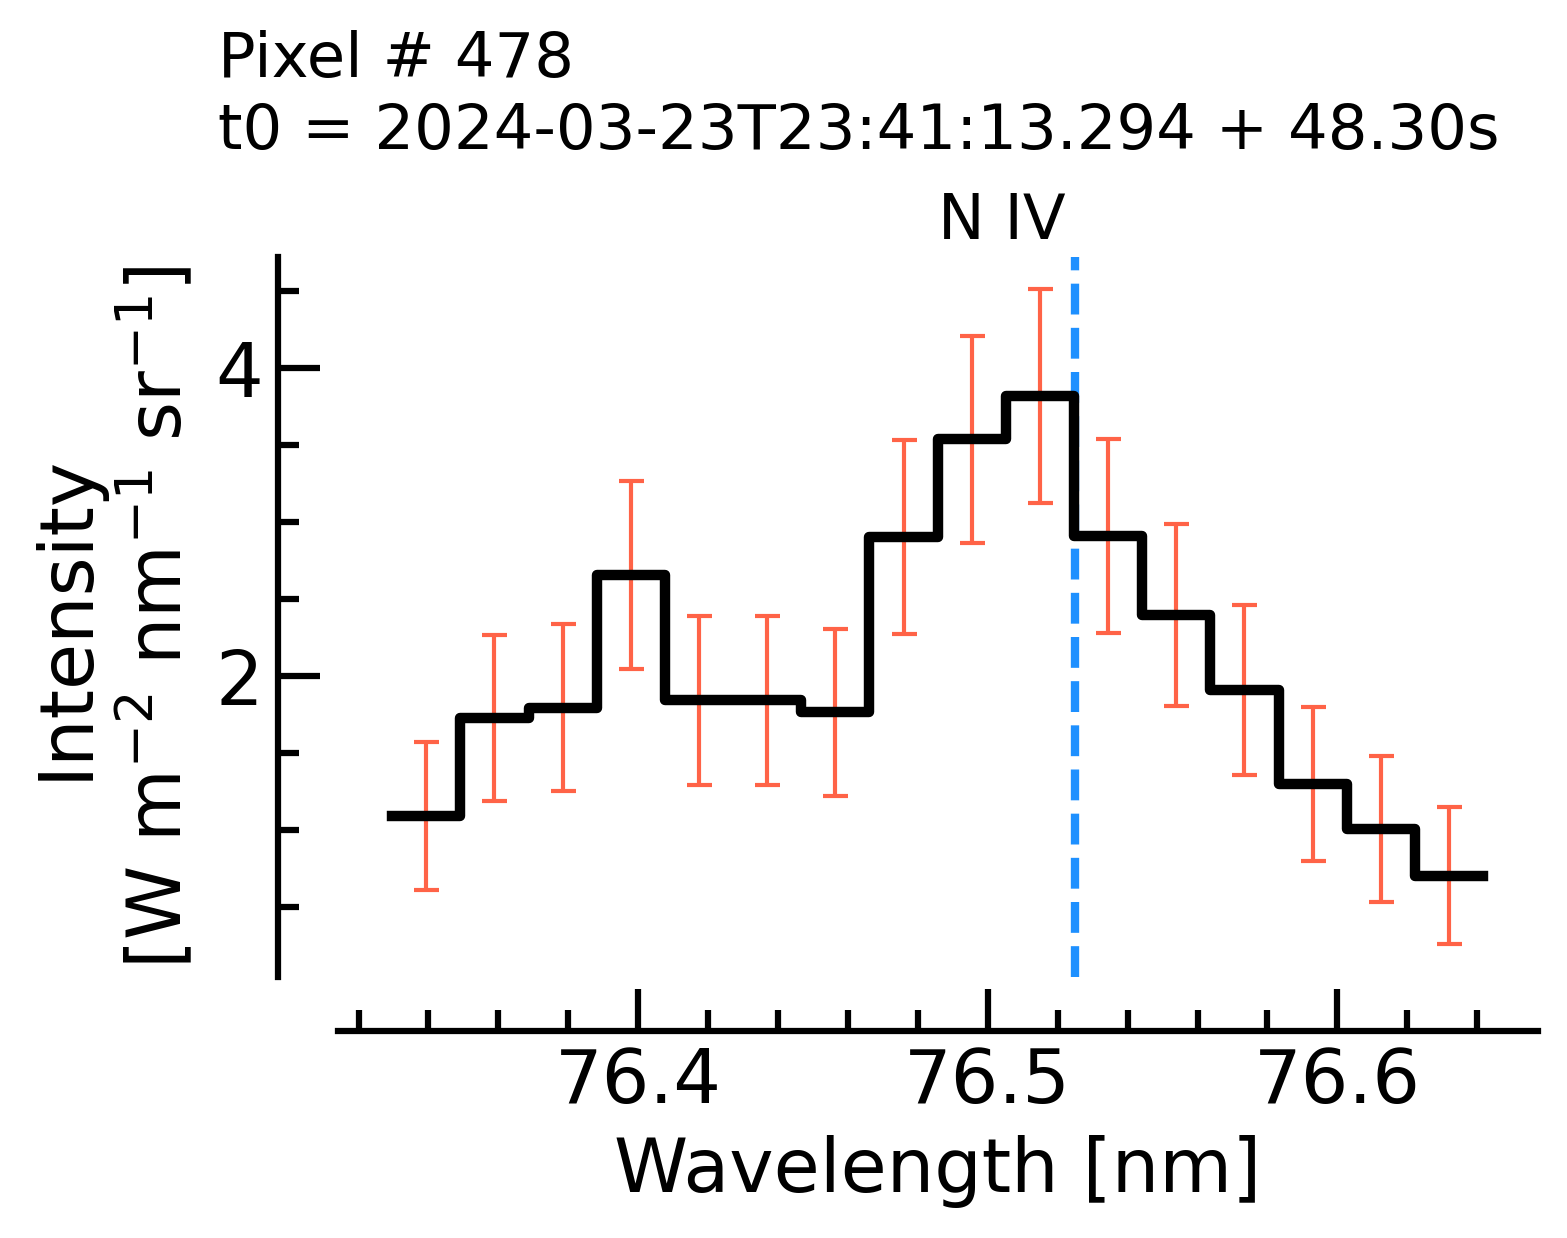 Pixel # 478
t0 = 2024-03-23T23:41:13.294 + 48.30s
N IV
Intensity
[W m⁻² nm⁻¹ sr⁻¹]
4
2
76.4 76.5 76.6
Wavelength [nm]